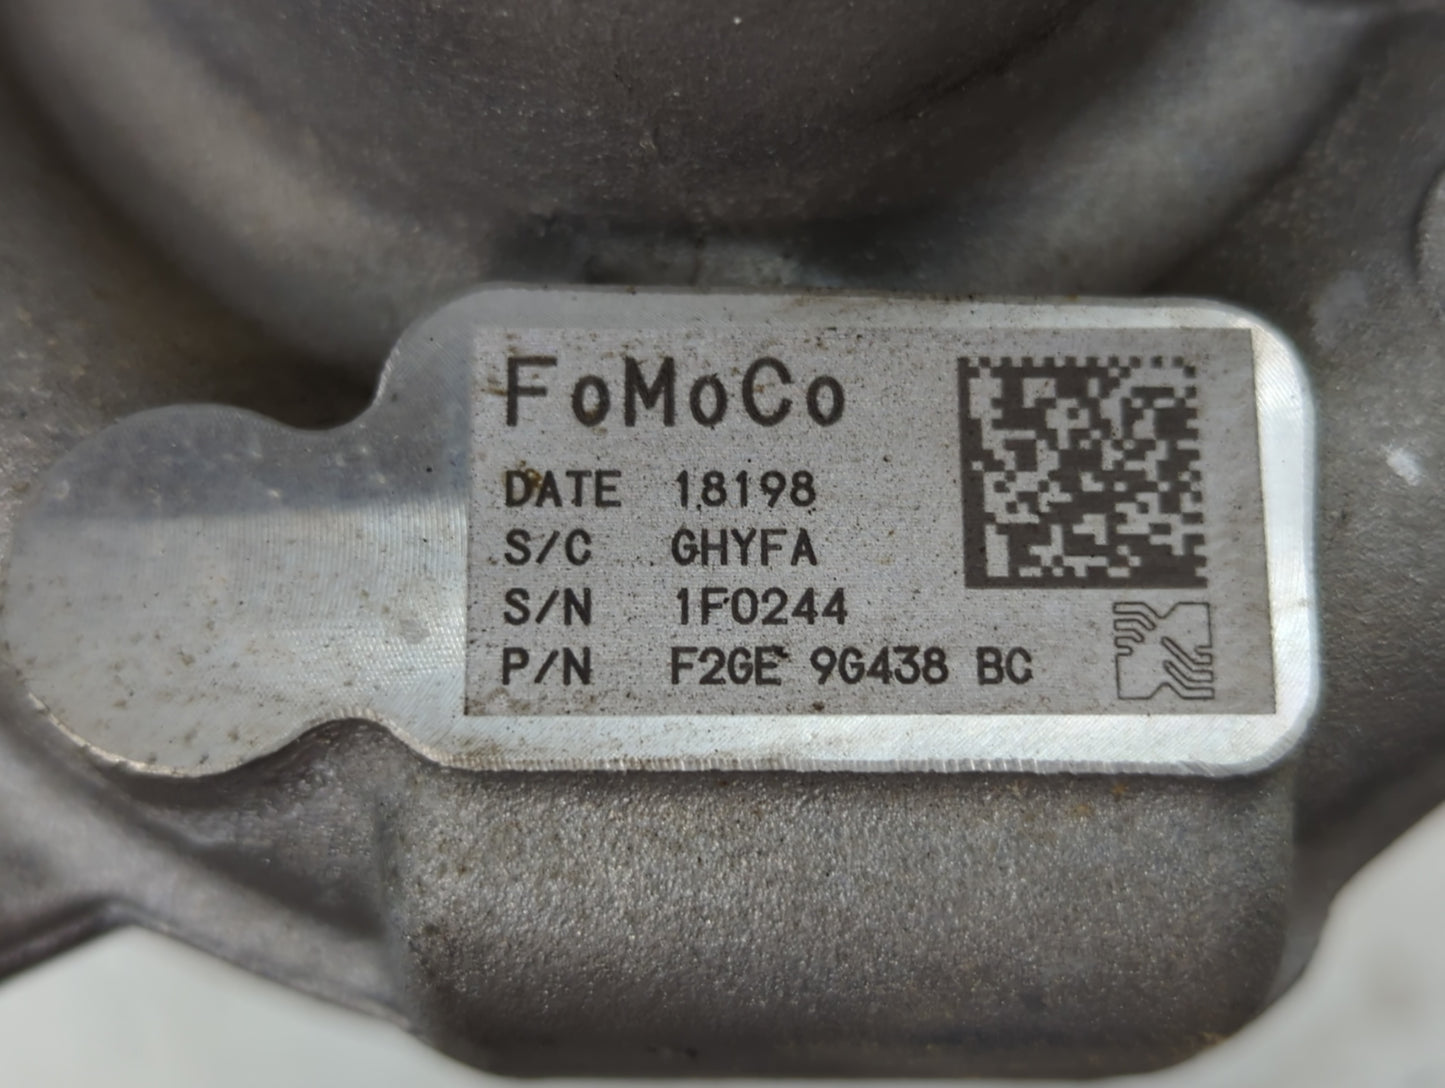 FoMoCo
DATE 18198
S/C GHYFA
S/N 1F0244
P/N F2GE 9G438 BC